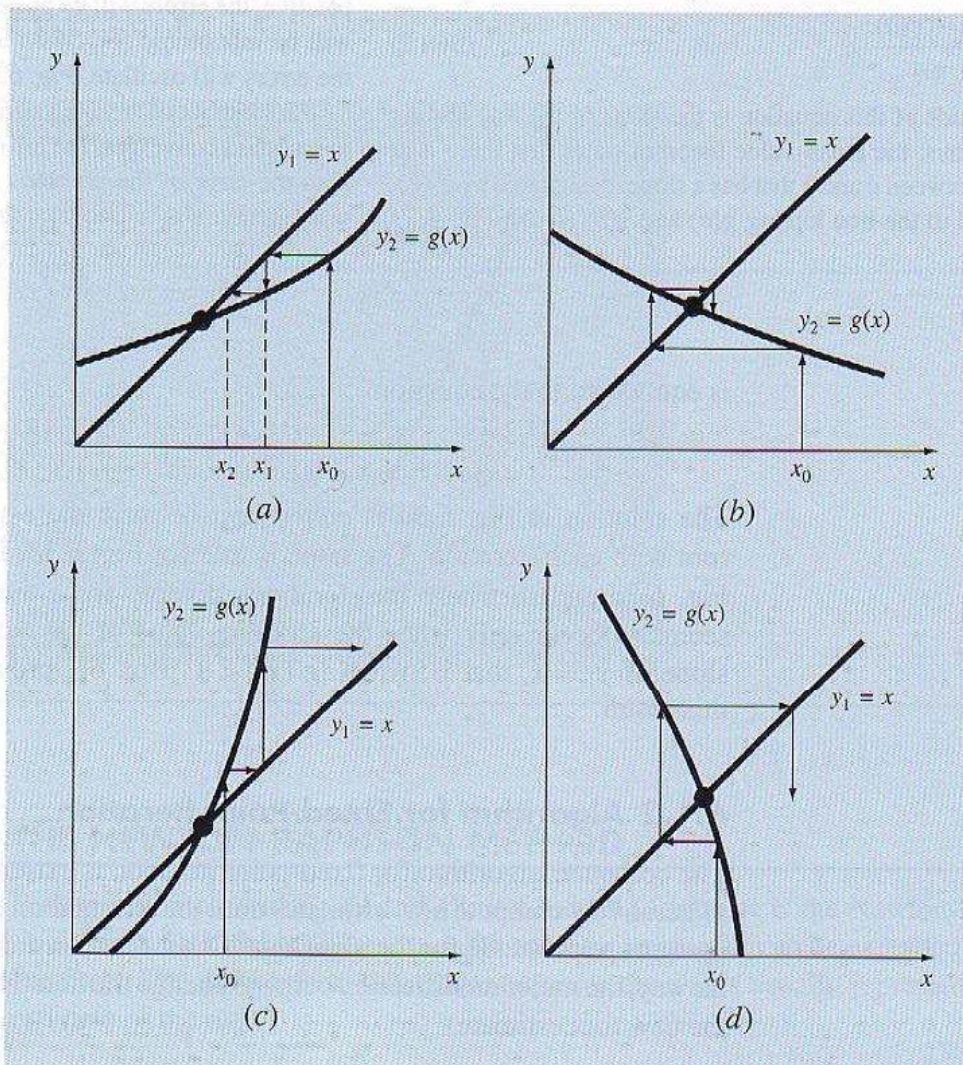 y
y₁ = x
y₂ = g(x)
x₂ x₁ x₀ x
(a)
y
y₁ = x
y₂ = g(x)
x₀ x
(b)
y
y₂ = g(x)
y₁ = x
x₀ x
(c)
y
y₂ = g(x)
y₁ = x
x₀ x
(d)